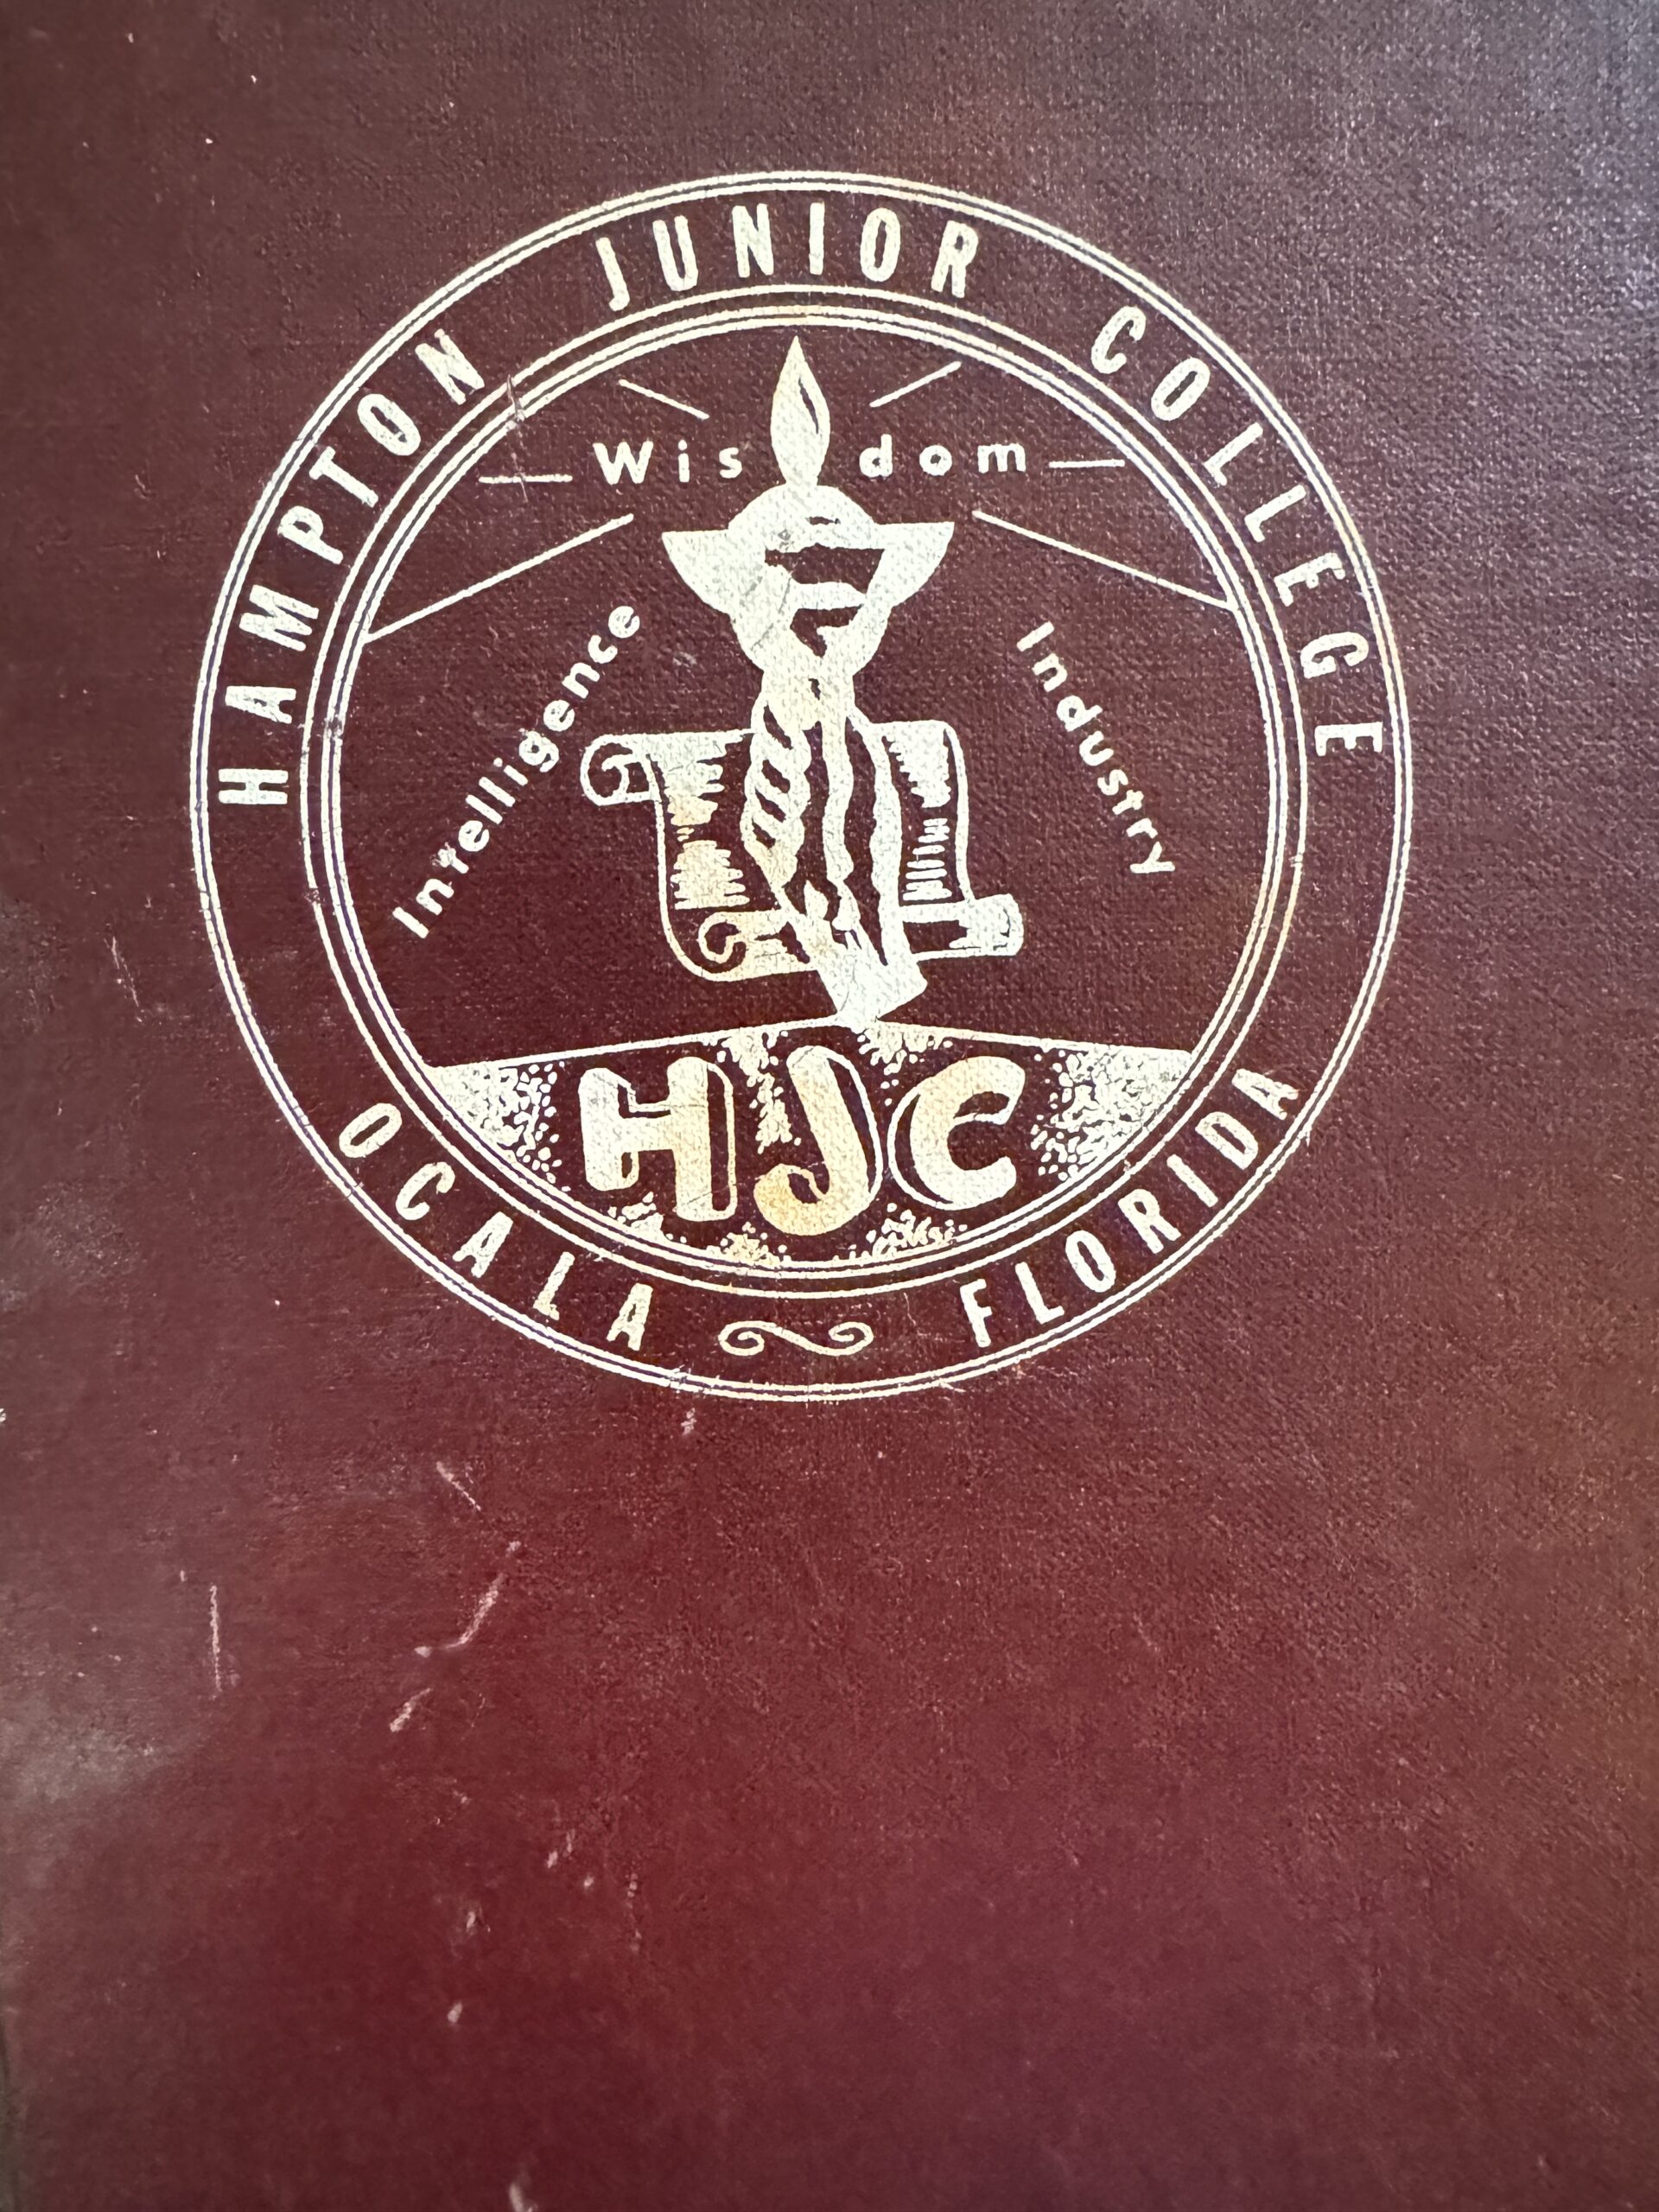 HAMPTON JUNIOR COLLEGE
Wisdom
Intelligence
Industry
HJC
OCALA FLORIDA